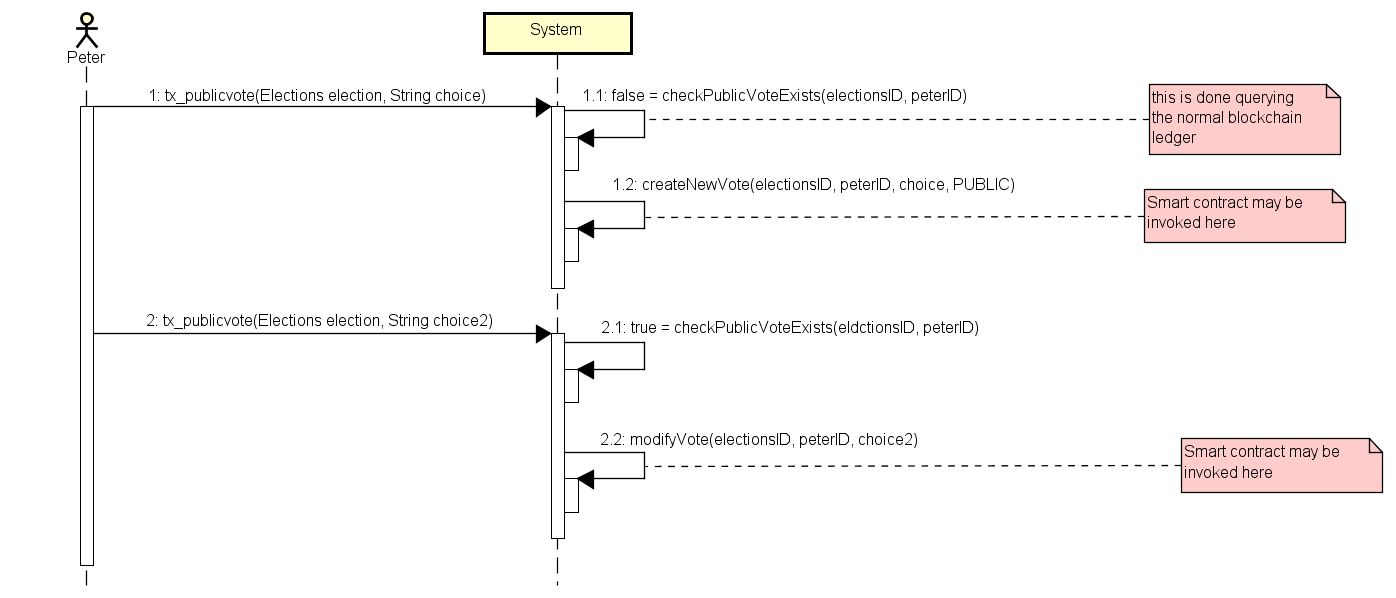 Peter
System
1: tx_publicvote(Elections election, String choice)
1.1: false = checkPublicVoteExists(electionsID, peterID)
this is done querying
the normal blockchain
ledger
1.2: createNewVote(electionsID, peterID, choice, PUBLIC)
Smart contract may be
invoked here
2: tx_publicvote(Elections election, String choice2)
2.1: true = checkPublicVoteExists(eldctionsID, peterID)
2.2: modifyVote(electionsID, peterID, choice2)
Smart contract may be
invoked here